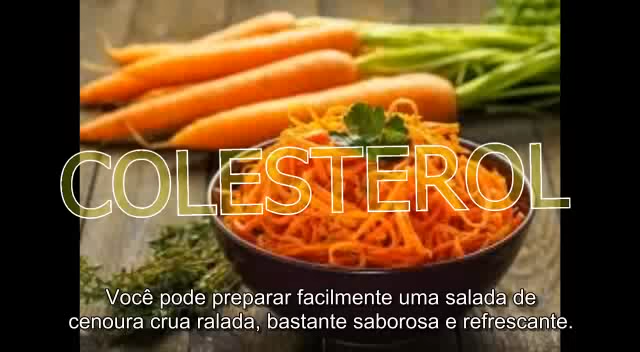 COLESTEROL
Você pode preparar facilmente uma salada de
cenoura crua ralada, bastante saborosa e refrescante.